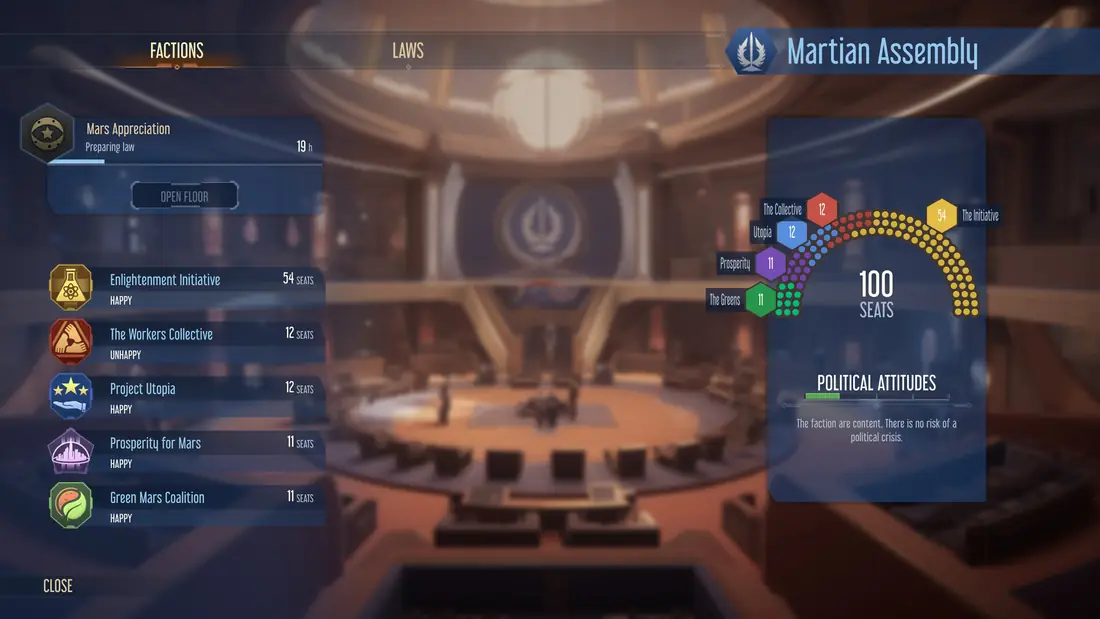 FACTIONS
LAWS
Martian Assembly
Mars Appreciation
Preparing law
19 h
OPEN FLOOR
Enlightenment Initiative
54 SEATS
HAPPY
The Workers Collective
12 SEATS
UNHAPPY
Project Utopia
12 SEATS
HAPPY
Prosperity for Mars
11 SEATS
HAPPY
Green Mars Coalition
11 SEATS
HAPPY
The Collective
12
54
The Initiative
Utopia
12
Prosperity
11
The Greens
11
100
SEATS
POLITICAL ATTITUDES
The faction are content. There is no risk of a
political crisis.
CLOSE